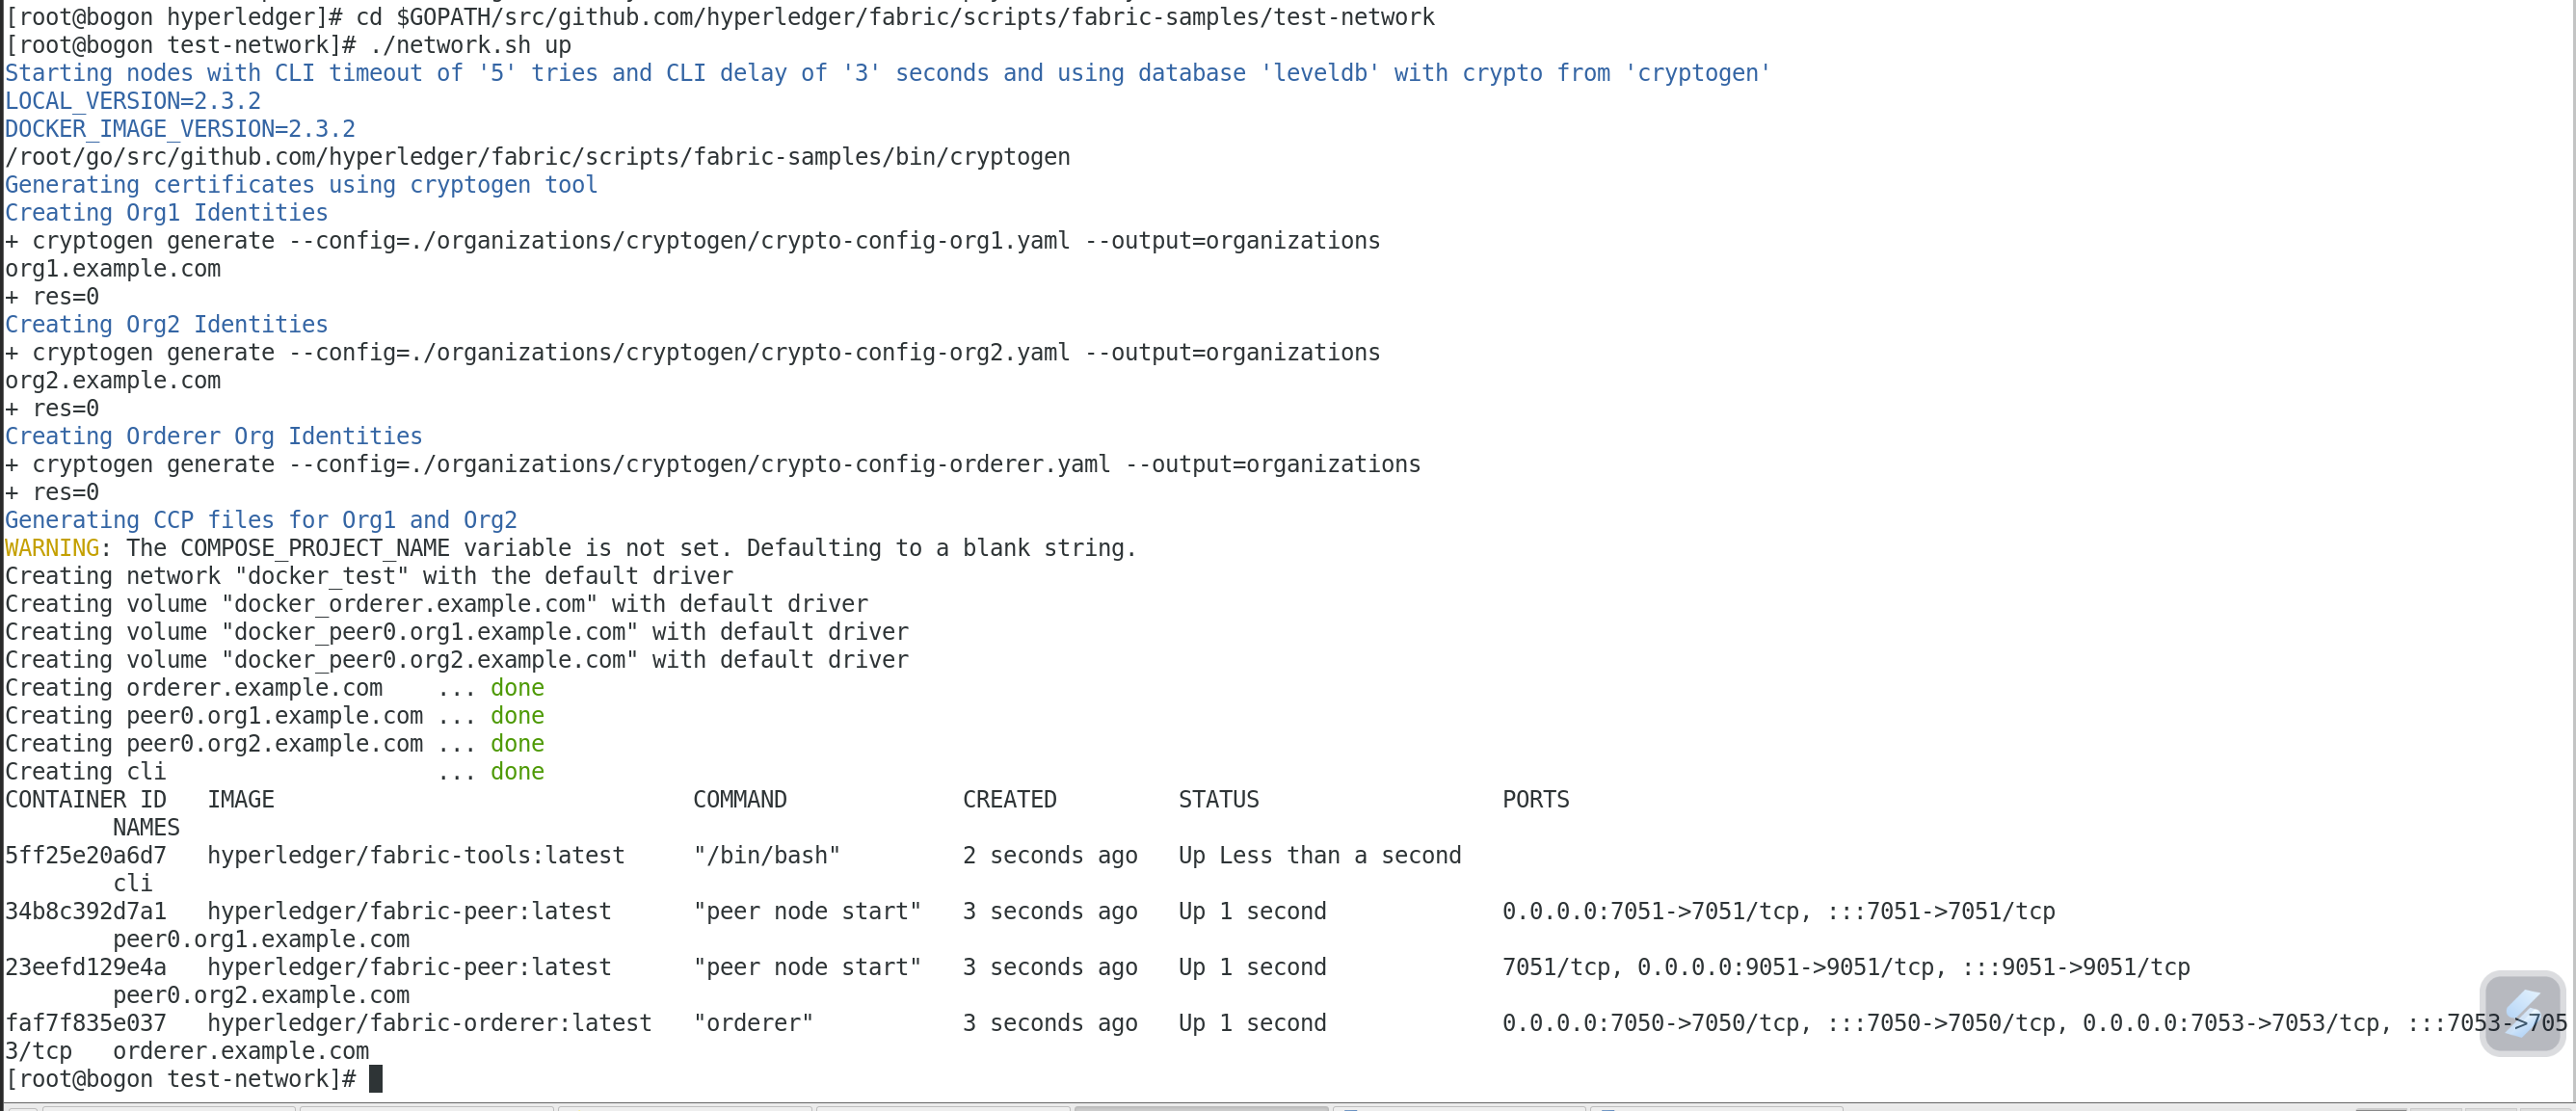 [root@bogon hyperledger]# cd $GOPATH/src/github.com/hyperledger/fabric/scripts/fabric-samples/test-network
[root@bogon test-network]# ./network.sh up
Starting nodes with CLI timeout of '5' tries and CLI delay of '3' seconds and using database 'leveldb' with crypto from 'cryptogen'
LOCAL_VERSION=2.3.2
DOCKER_IMAGE_VERSION=2.3.2
/root/go/src/github.com/hyperledger/fabric/scripts/fabric-samples/bin/cryptogen
Generating certificates using cryptogen tool
Creating Org1 Identities
+ cryptogen generate --config=./organizations/cryptogen/crypto-config-org1.yaml --output=organizations
org1.example.com
+ res=0
Creating Org2 Identities
+ cryptogen generate --config=./organizations/cryptogen/crypto-config-org2.yaml --output=organizations
org2.example.com
+ res=0
Creating Orderer Org Identities
+ cryptogen generate --config=./organizations/cryptogen/crypto-config-orderer.yaml --output=organizations
+ res=0
Generating CCP files for Org1 and Org2
WARNING: The COMPOSE_PROJECT_NAME variable is not set. Defaulting to a blank string.
Creating network "docker_test" with the default driver
Creating volume "docker_orderer.example.com" with default driver
Creating volume "docker_peer0.org1.example.com" with default driver
Creating volume "docker_peer0.org2.example.com" with default driver
Creating orderer.example.com    ... done
Creating peer0.org1.example.com ... done
Creating peer0.org2.example.com ... done
Creating cli                    ... done
CONTAINER ID   IMAGE                               COMMAND             CREATED         STATUS                  PORTS
        NAMES
5ff25e20a6d7   hyperledger/fabric-tools:latest     "/bin/bash"         2 seconds ago   Up Less than a second
        cli
34b8c392d7a1   hyperledger/fabric-peer:latest      "peer node start"   3 seconds ago   Up 1 second             0.0.0.0:7051->7051/tcp, :::7051->7051/tcp
        peer0.org1.example.com
23eefd129e4a   hyperledger/fabric-peer:latest      "peer node start"   3 seconds ago   Up 1 second             7051/tcp, 0.0.0.0:9051->9051/tcp, :::9051->9051/tcp
        peer0.org2.example.com
faf7f835e037   hyperledger/fabric-orderer:latest   "orderer"           3 seconds ago   Up 1 second             0.0.0.0:7050->7050/tcp, :::7050->7050/tcp, 0.0.0.0:7053->7053/tcp, :::7053->705
3/tcp   orderer.example.com
[root@bogon test-network]#